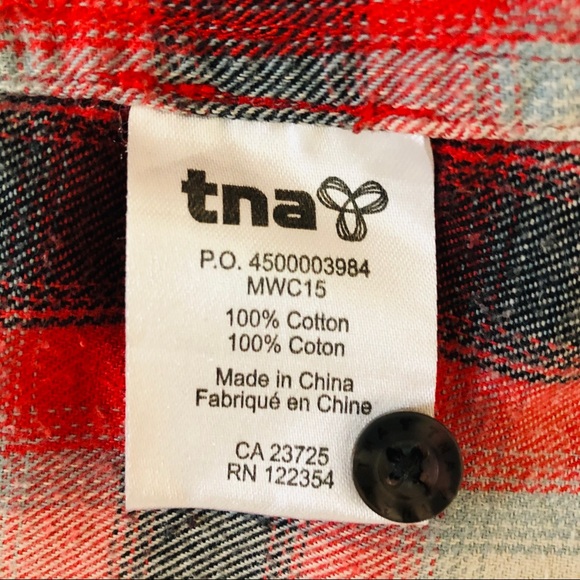 tna
P.O. 4500003984
MWC15
100% Cotton
100% Coton
Made in China
Fabriqué en Chine
CA 23725
RN 122354